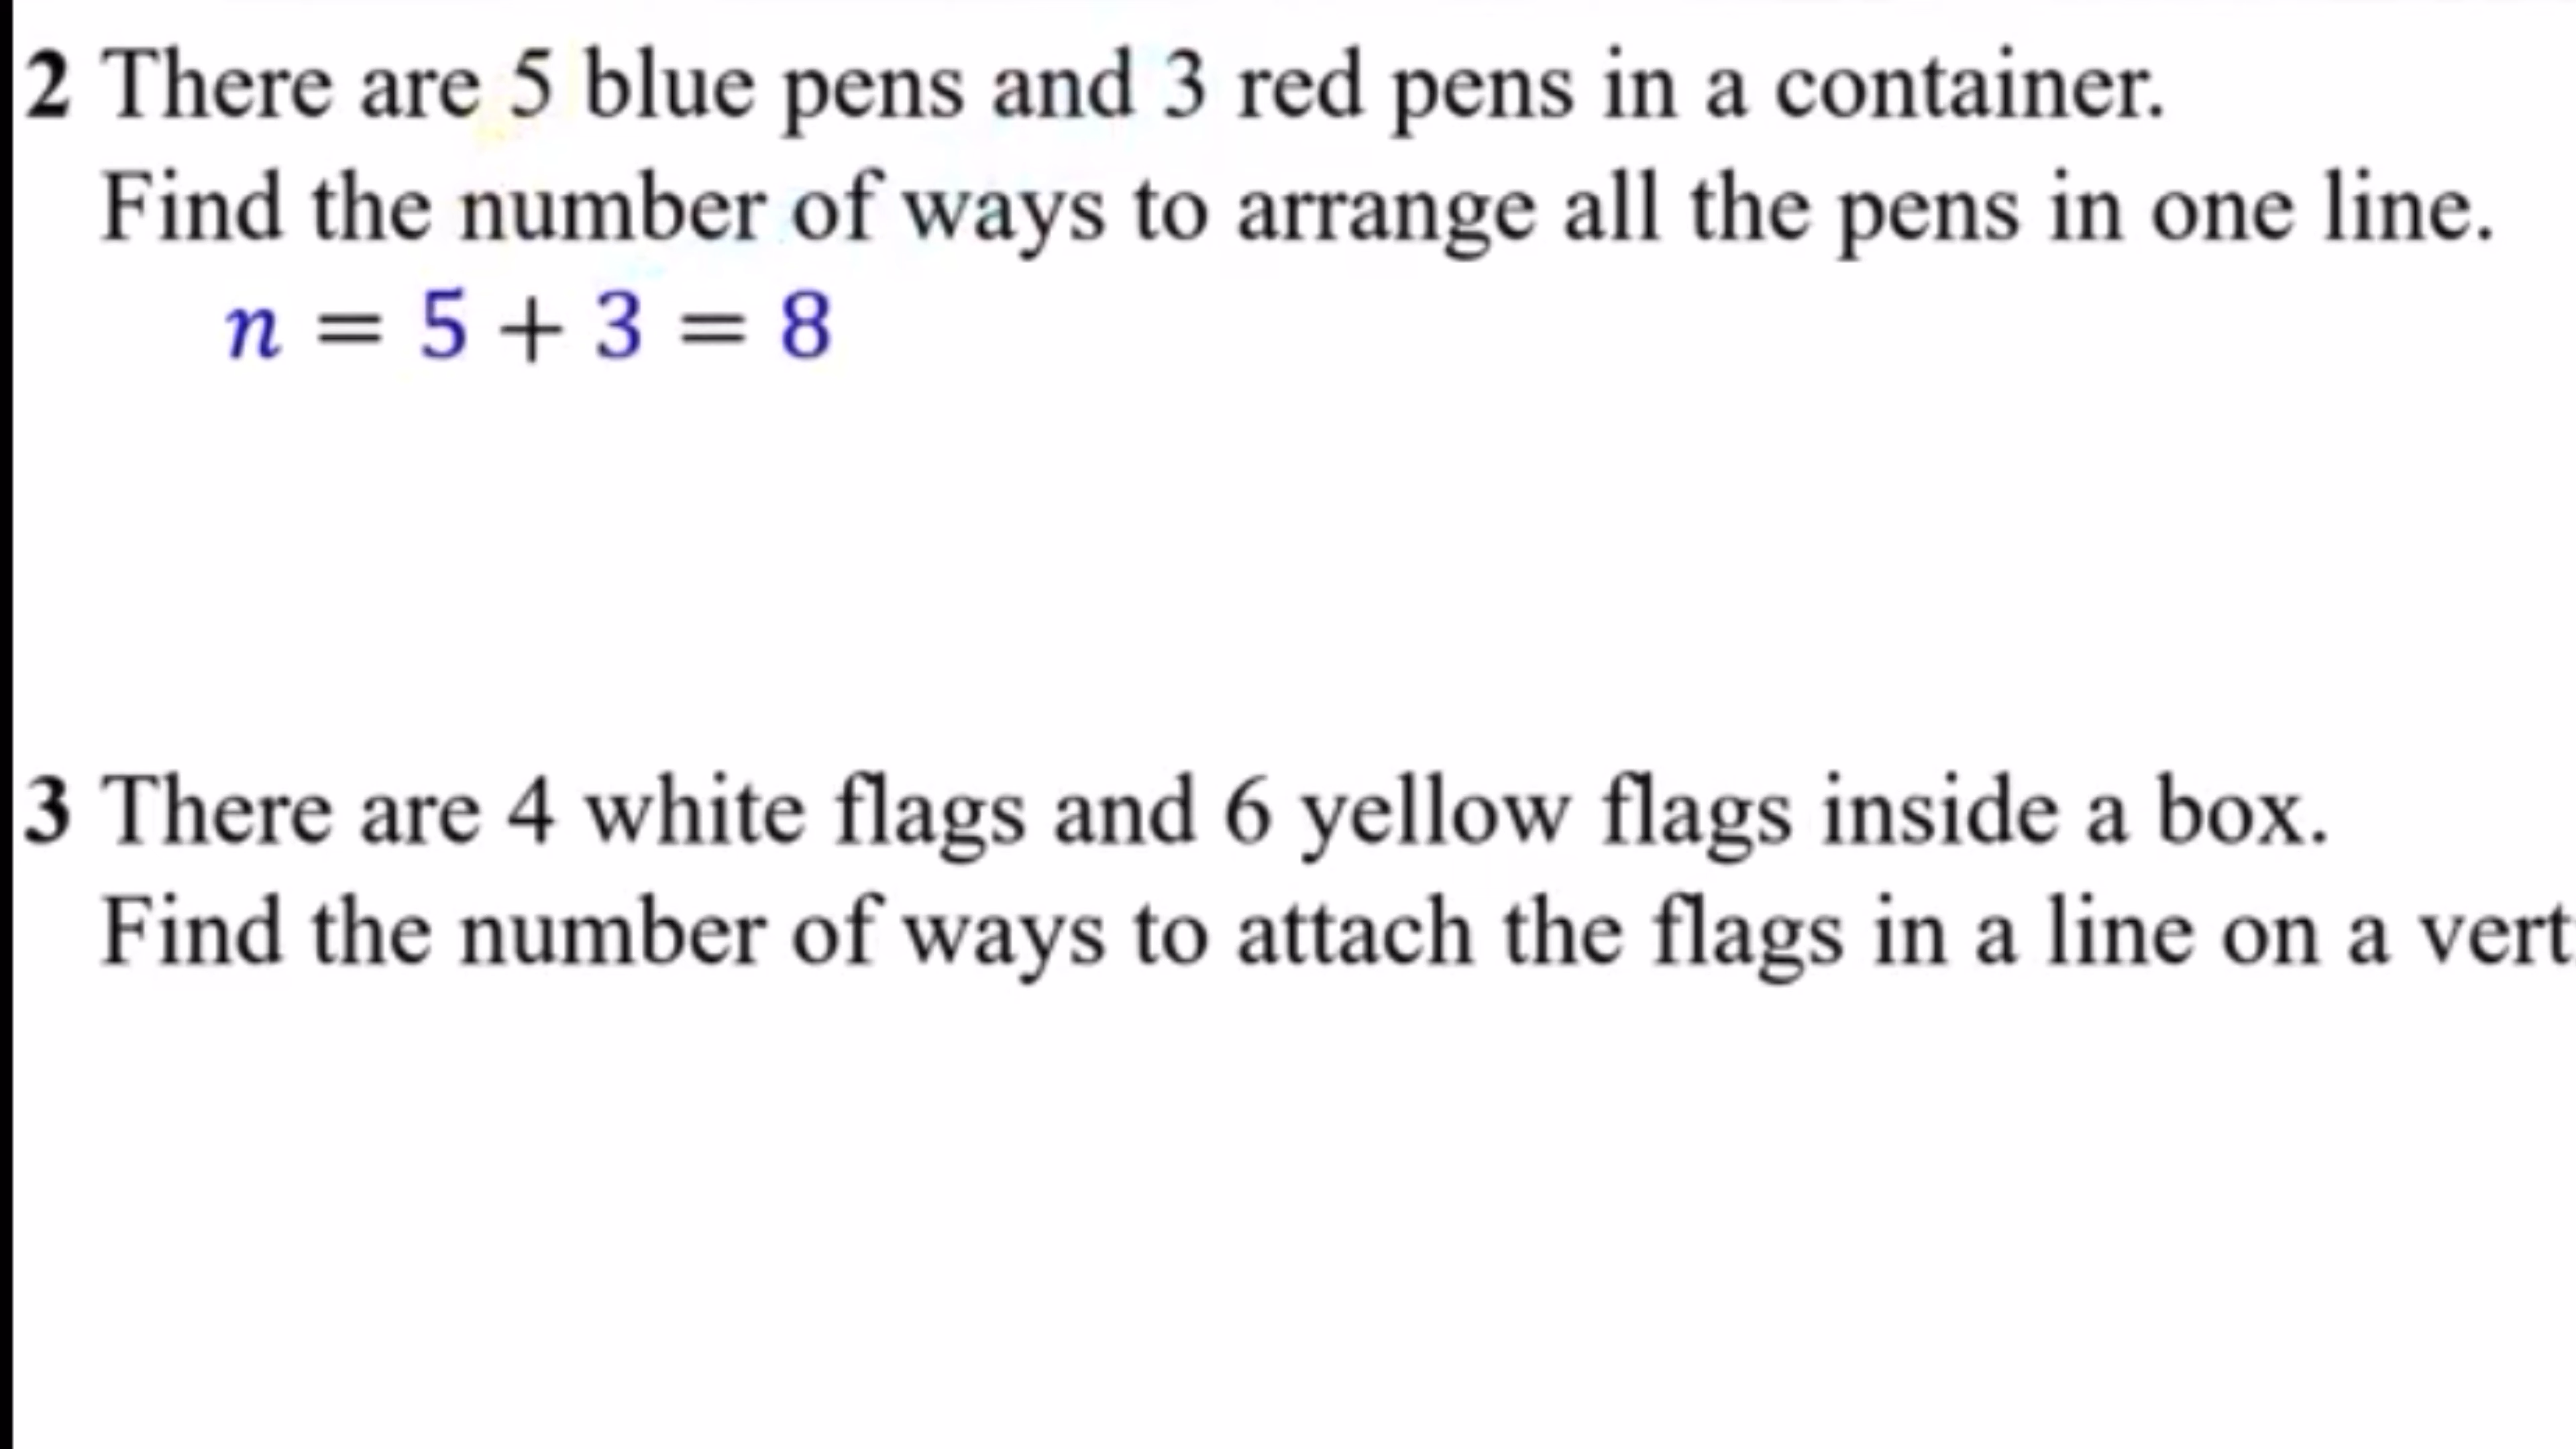 2 There are 5 blue pens and 3 red pens in a container.
Find the number of ways to arrange all the pens in one line.
n = 5 + 3 = 8
3 There are 4 white flags and 6 yellow flags inside a box.
Find the number of ways to attach the flags in a line on a vert